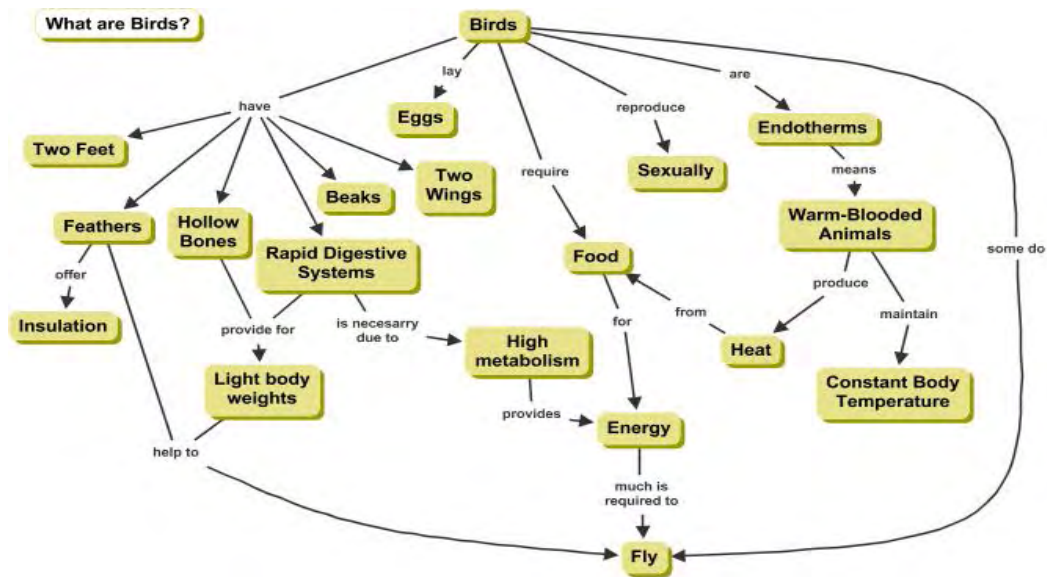 What are Birds?
Birds
lay
are
have
Eggs
reproduce
Endotherms
Two Feet
Beaks
Two
Wings
require
Sexually
means
Feathers
Hollow
Bones
Rapid Digestive
Systems
Warm-Blooded
Animals
some do
Food
offer
produce
Insulation
provide for
is necesarry
due to
for
from
maintain
High
metabolism
Heat
Light body
weights
Constant Body
Temperature
provides
Energy
help to
much is
required to
Fly